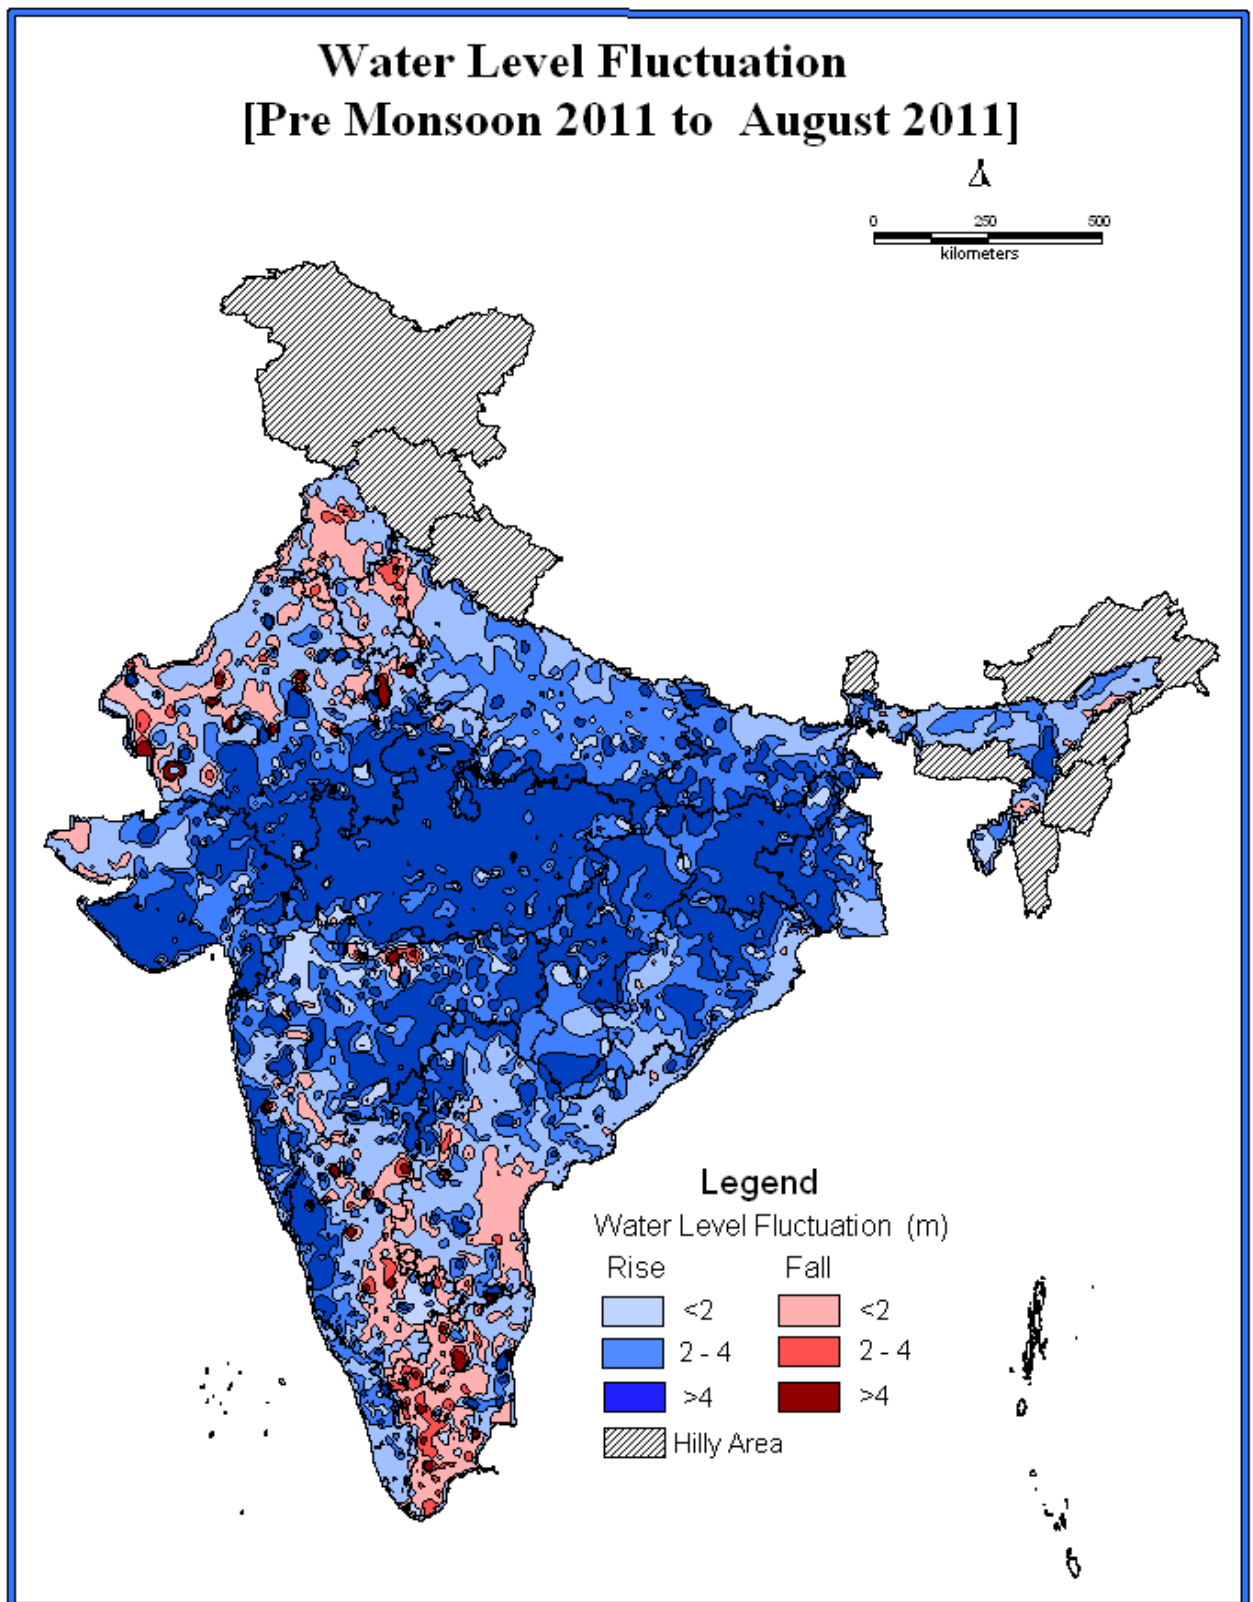 Water Level Fluctuation
[Pre Monsoon 2011 to August 2011]
0 250 500
kilometers
Legend
Water Level Fluctuation (m)
Rise Fall
<2 <2
2 - 4 2 - 4
>4 >4
Hilly Area